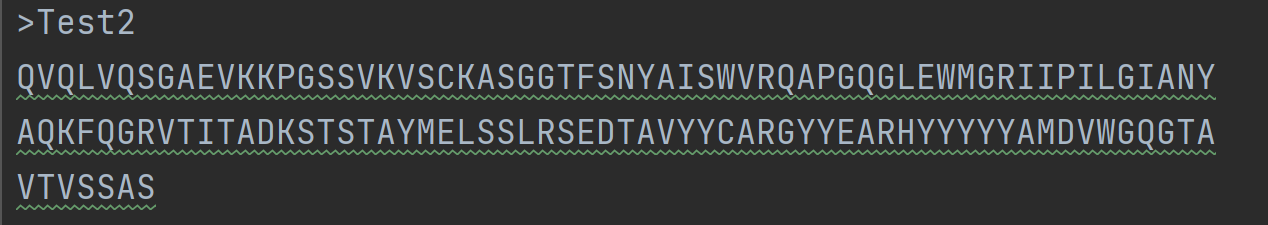 >Test2
QVQLVQSGAEVKKPGSSVKVSCKASGGTFSNYAISWVRQAPGQGLEWMGRIIPILGIANY
AQKFQGRVTITADKSTSTAYMELSSLRSEDTAVYYCARGYYEARHYYYYYAMDVWGQGTA
VTVSSAS